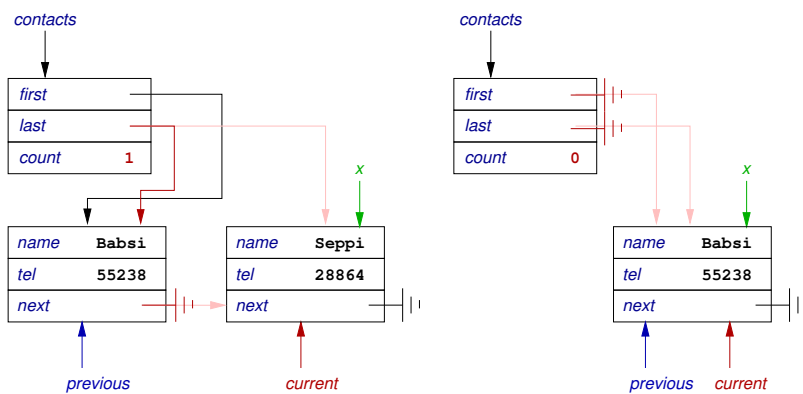 contacts
first
last
count 1
x
name Babsi
tel 55238
next
name Seppi
tel 28864
next
previous
current
contacts
first
last
count 0
x
name Babsi
tel 55238
next
previous
current